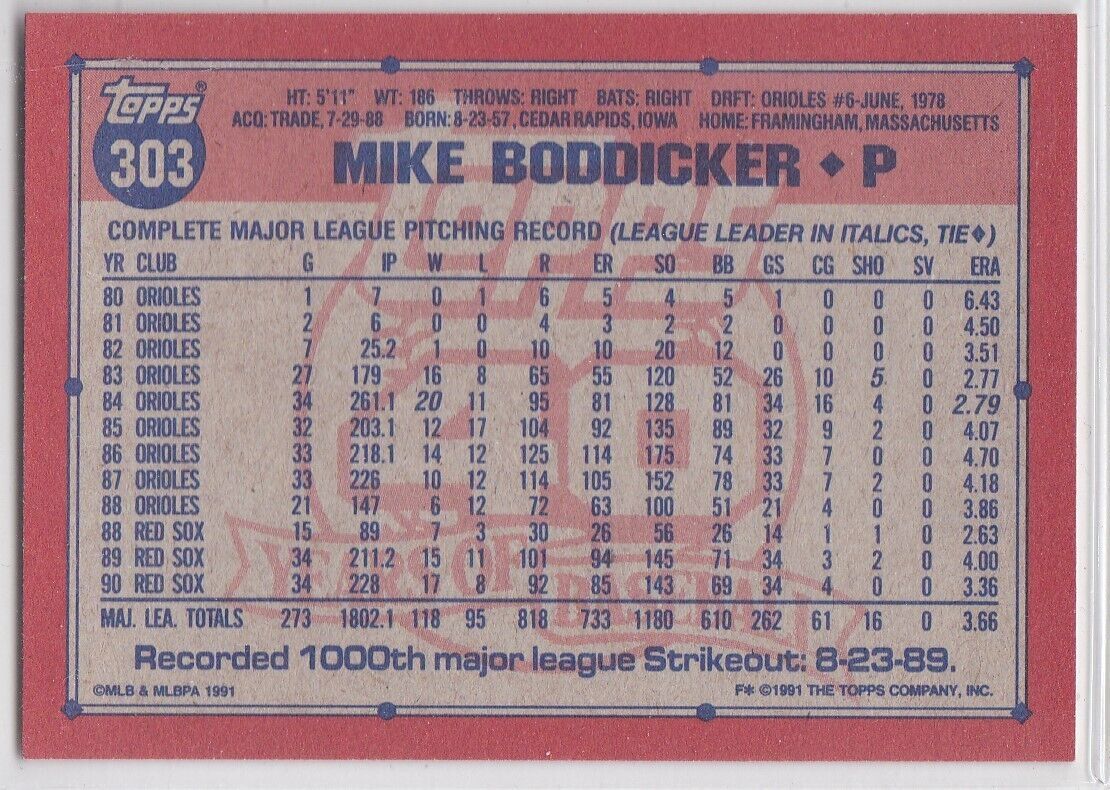 Topps®
303
HT: 5'11" WT: 186 THROWS: RIGHT BATS: RIGHT DRFT: ORIOLES #6-JUNE, 1978
ACQ: TRADE, 7-29-88 BORN: 8-23-57, CEDAR RAPIDS, IOWA HOME: FRAMINGHAM, MASSACHUSETTS
MIKE BODDICKER ♦ P
COMPLETE MAJOR LEAGUE PITCHING RECORD (LEAGUE LEADER IN ITALICS, TIE♦)
YR CLUB G IP W L R ER SO BB GS CG SHO SV ERA
80 ORIOLES 1 7 0 1 6 5 4 5 1 0 0 0 6.43
81 ORIOLES 2 6 0 0 4 3 2 2 0 0 0 0 4.50
82 ORIOLES 7 25.2 1 0 10 10 20 12 0 0 0 0 3.51
83 ORIOLES 27 179 16 8 65 55 120 52 26 10 5 0 2.77
84 ORIOLES 34 261.1 20 11 95 81 128 81 34 16 4 0 2.79
85 ORIOLES 32 203.1 12 17 104 92 135 89 32 9 2 0 4.07
86 ORIOLES 33 218.1 14 12 125 114 175 74 33 7 0 0 4.70
87 ORIOLES 33 226 10 12 114 105 152 78 33 7 2 0 4.18
88 ORIOLES 21 147 6 12 72 63 100 51 21 4 0 0 3.86
88 RED SOX 15 89 7 3 30 26 56 26 14 1 1 0 2.63
89 RED SOX 34 211.2 15 11 101 94 145 71 34 3 2 0 4.00
90 RED SOX 34 228 17 8 92 85 143 69 34 4 0 0 3.36
MAJ. LEA. TOTALS 273 1802.1 118 95 818 733 1180 610 262 61 16 0 3.66
Topps
40
YEARS OF BASEBALL
Recorded 1000th major league Strikeout: 8-23-89.
©MLB & MLBPA 1991 F* ©1991 THE TOPPS COMPANY, INC.